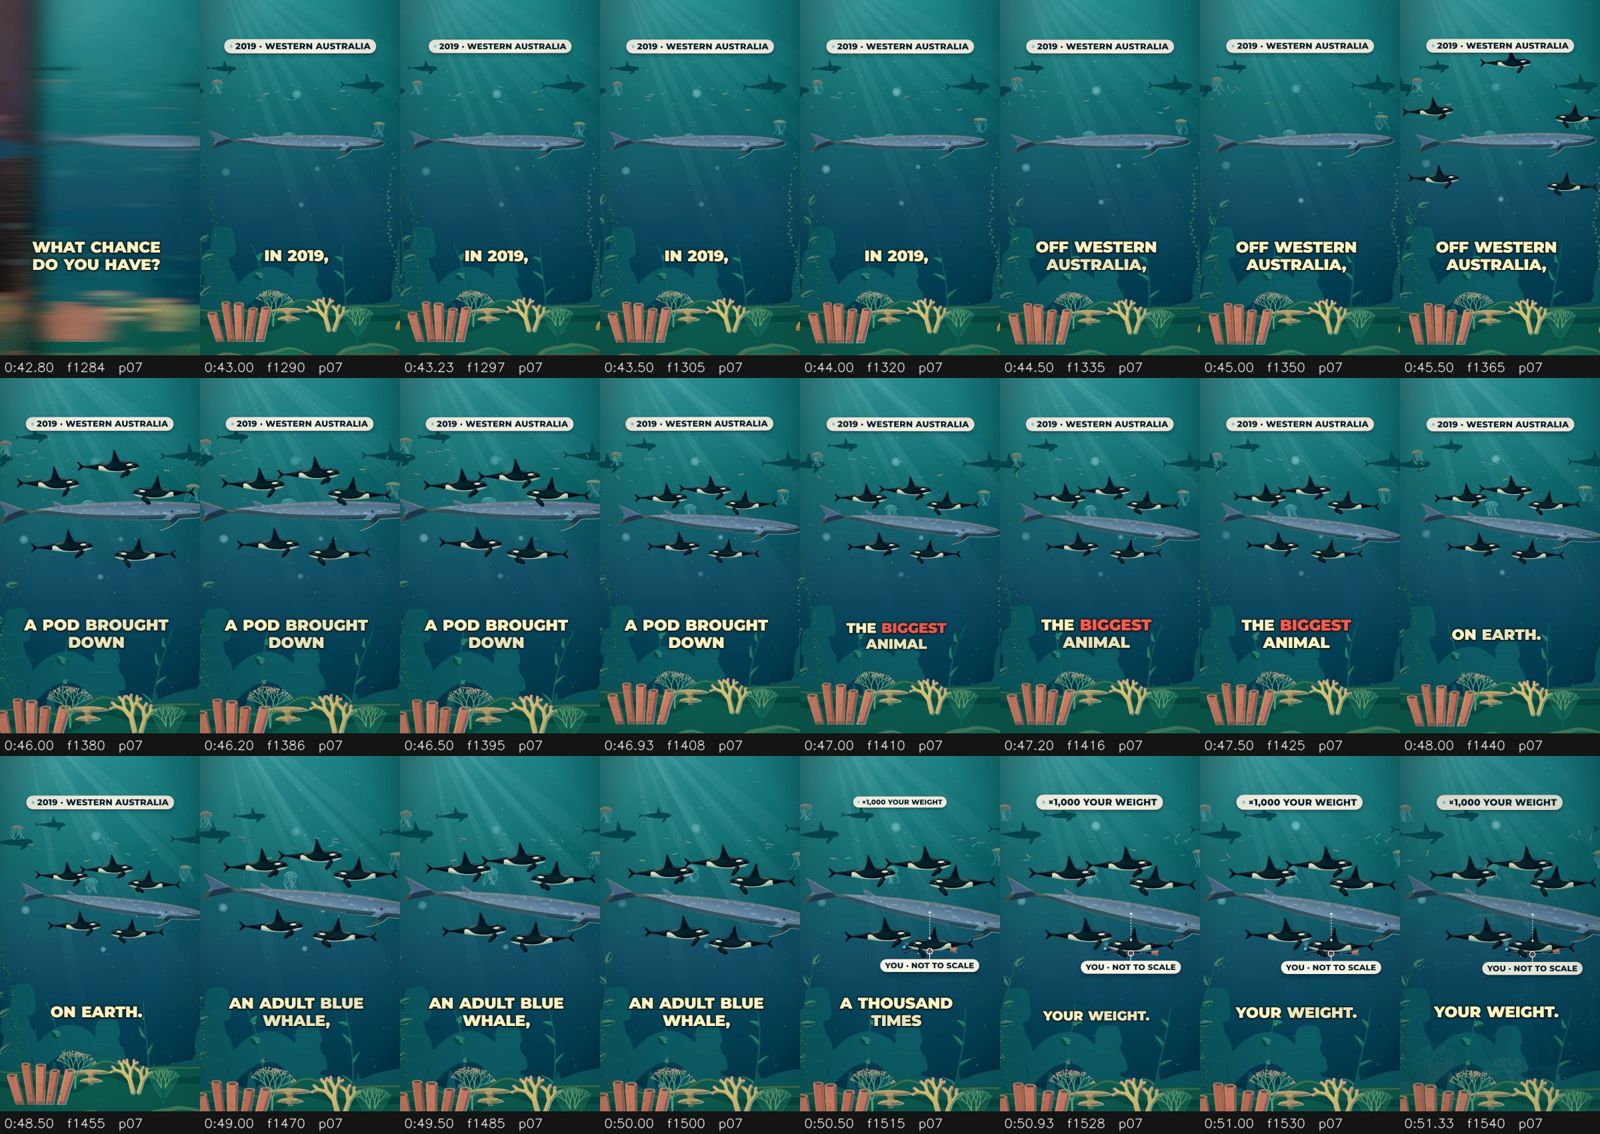 WHAT CHANCE
DO YOU HAVE?
0:42.80 f1284 p07
2019 · WESTERN AUSTRALIA
IN 2019,
0:43.00 f1290 p07
2019 · WESTERN AUSTRALIA
IN 2019,
0:43.23 f1297 p07
2019 · WESTERN AUSTRALIA
IN 2019,
0:43.50 f1305 p07
2019 · WESTERN AUSTRALIA
IN 2019,
0:44.00 f1320 p07
2019 · WESTERN AUSTRALIA
OFF WESTERN
AUSTRALIA,
0:44.50 f1335 p07
2019 · WESTERN AUSTRALIA
OFF WESTERN
AUSTRALIA,
0:45.00 f1350 p07
2019 · WESTERN AUSTRALIA
OFF WESTERN
AUSTRALIA,
0:45.50 f1365 p07
2019 · WESTERN AUSTRALIA
A POD BROUGHT
DOWN
0:46.00 f1380 p07
2019 · WESTERN AUSTRALIA
A POD BROUGHT
DOWN
0:46.20 f1386 p07
2019 · WESTERN AUSTRALIA
A POD BROUGHT
DOWN
0:46.50 f1395 p07
2019 · WESTERN AUSTRALIA
A POD BROUGHT
DOWN
0:46.93 f1408 p07
2019 · WESTERN AUSTRALIA
THE BIGGEST
ANIMAL
0:47.00 f1410 p07
2019 · WESTERN AUSTRALIA
THE BIGGEST
ANIMAL
0:47.20 f1416 p07
2019 · WESTERN AUSTRALIA
THE BIGGEST
ANIMAL
0:47.50 f1425 p07
2019 · WESTERN AUSTRALIA
ON EARTH.
0:48.00 f1440 p07
2019 · WESTERN AUSTRALIA
ON EARTH.
0:48.50 f1455 p07
AN ADULT BLUE
WHALE,
0:49.00 f1470 p07
AN ADULT BLUE
WHALE,
0:49.50 f1485 p07
AN ADULT BLUE
WHALE,
0:50.00 f1500 p07
×1,000 YOUR WEIGHT
YOU · NOT TO SCALE
A THOUSAND
TIMES
0:50.50 f1515 p07
×1,000 YOUR WEIGHT
YOU · NOT TO SCALE
YOUR WEIGHT.
0:50.93 f1528 p07
×1,000 YOUR WEIGHT
YOU · NOT TO SCALE
YOUR WEIGHT.
0:51.00 f1530 p07
×1,000 YOUR WEIGHT
YOU · NOT TO SCALE
YOUR WEIGHT.
0:51.33 f1540 p07